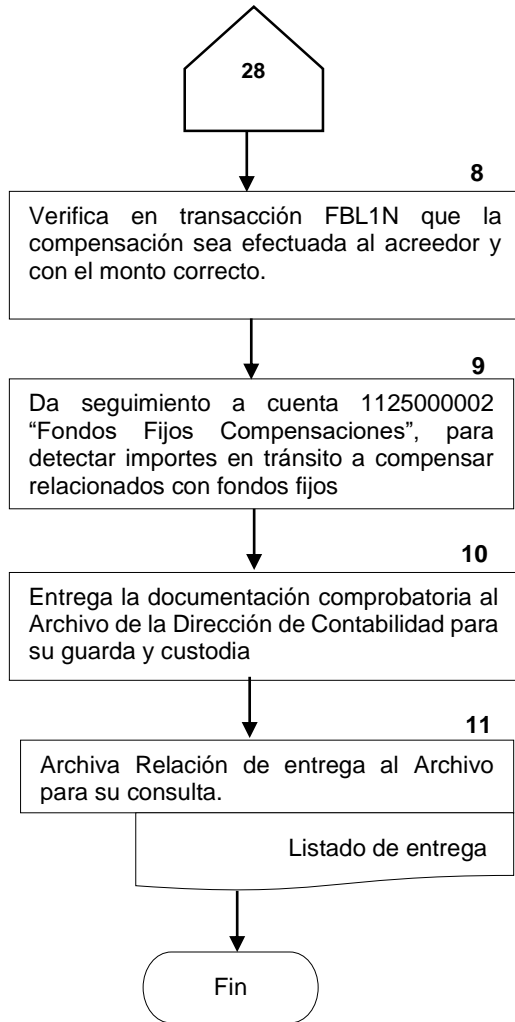 28
8
Verifica en transacción FBL1N que la
compensación sea efectuada al acreedor y
con el monto correcto.
9
Da seguimiento a cuenta 1125000002
“Fondos Fijos Compensaciones”, para
detectar importes en tránsito a compensar
relacionados con fondos fijos
10
Entrega la documentación comprobatoria al
Archivo de la Dirección de Contabilidad para
su guarda y custodia
11
Archiva Relación de entrega al Archivo
para su consulta.
Listado de entrega
Fin